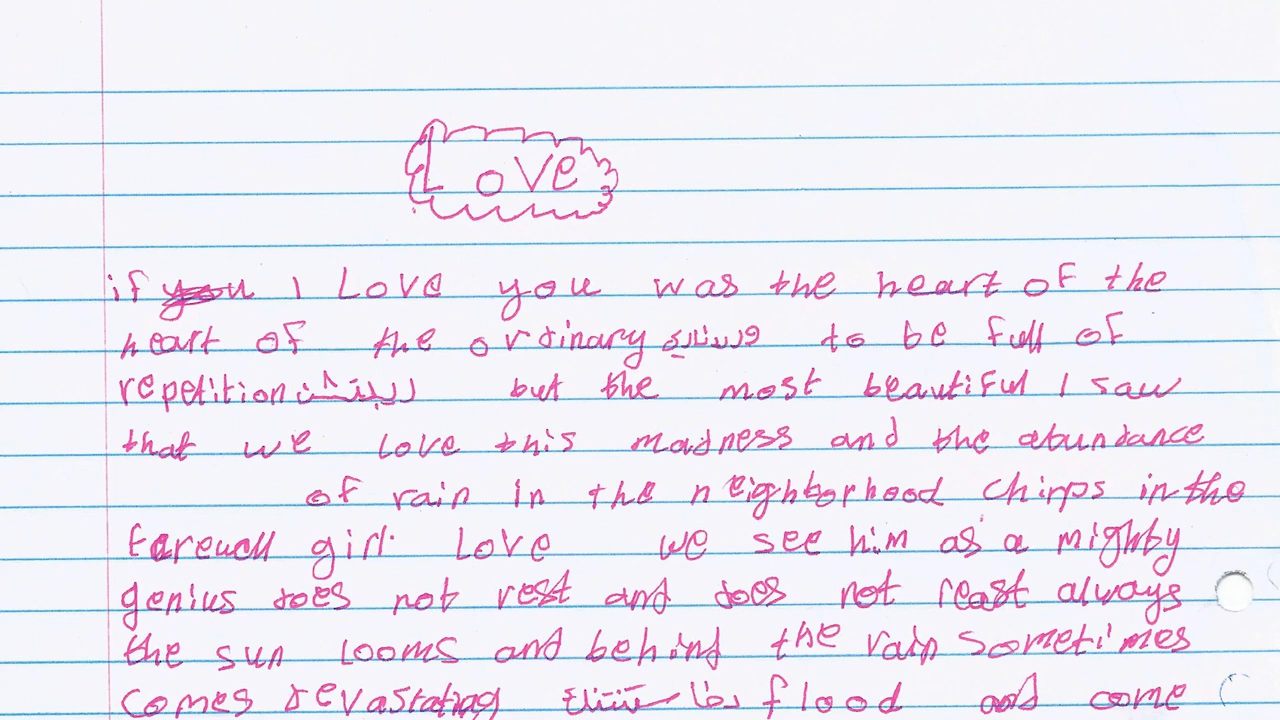 Love
if I Love you was the heart of the
heart of the ordinary to be full of
repetition but the most beautiful I saw
that we love this madness and the abundance
of rain in the neighborhood chirps in the
farewell girl. Love we see him as a mighty
genius does not rest and does not reast always
the sun looms and behind the rain sometimes
comes devastating flood and come